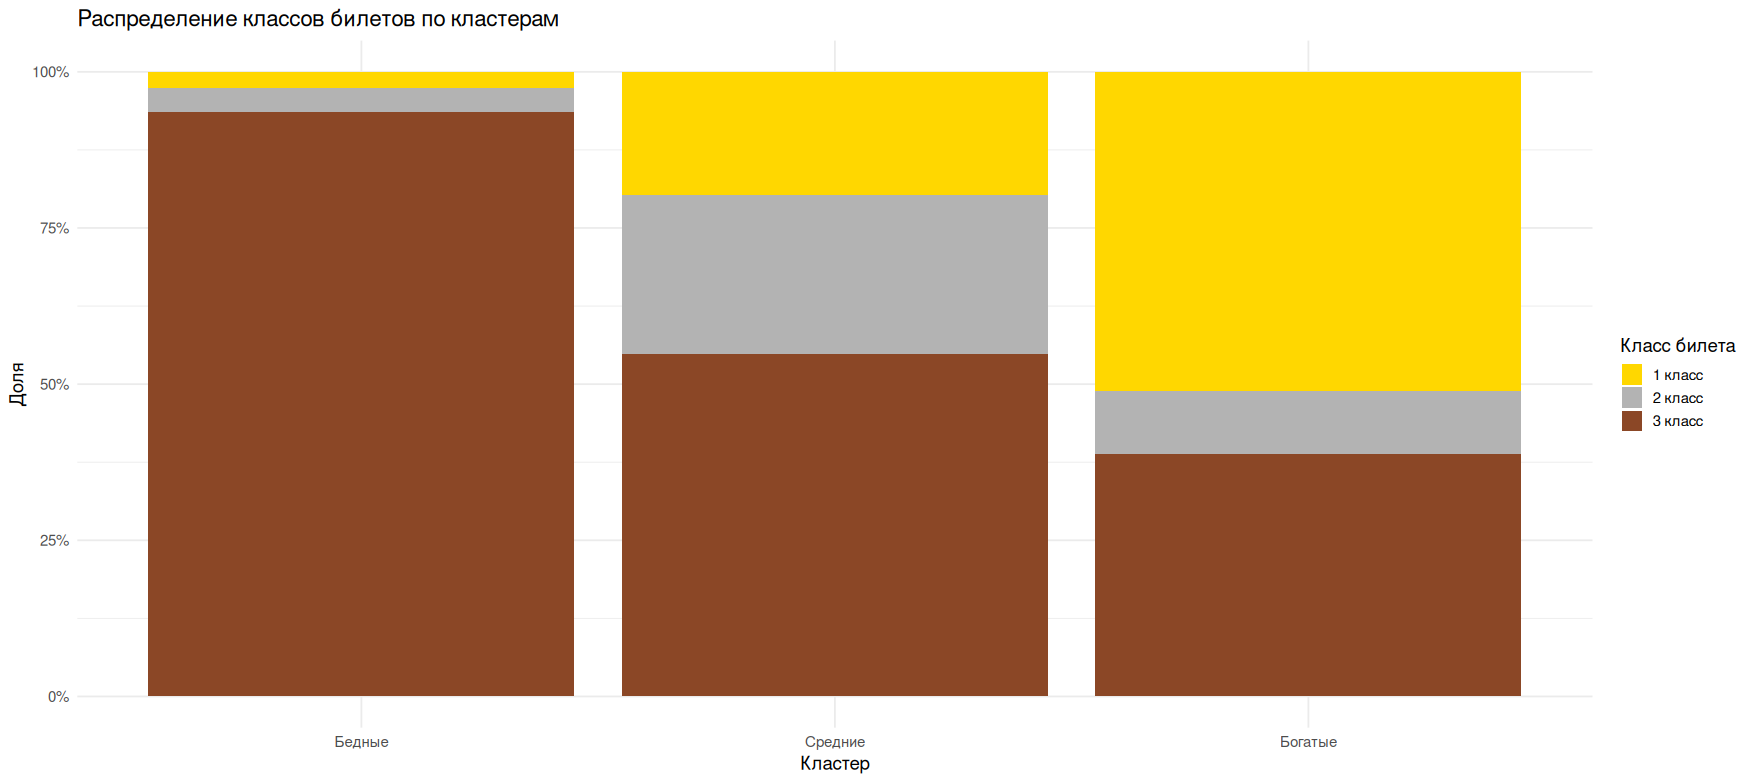 Распределение классов билетов по кластерам
100%
75%
50%
25%
0%
Доля
Бедные
Средние
Богатые
Кластер
Класс билета
1 класс
2 класс
3 класс